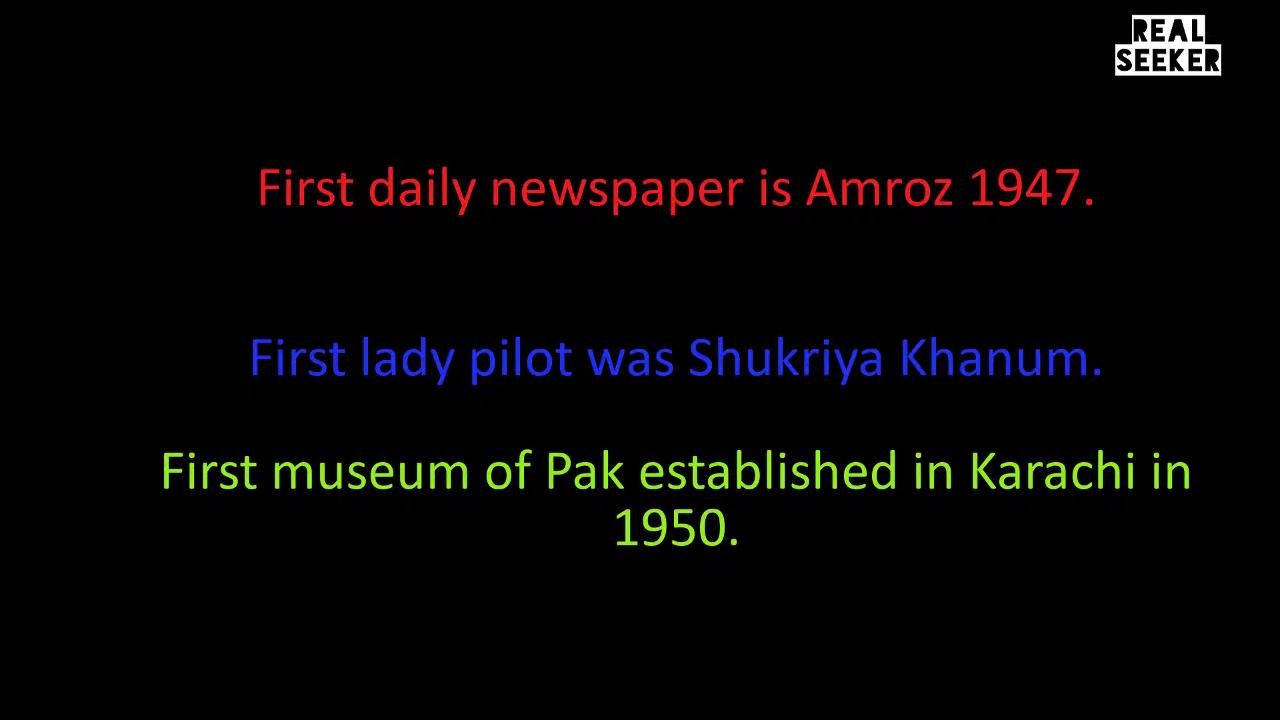 REAL
SEEKER
First daily newspaper is Amroz 1947.
First lady pilot was Shukriya Khanum.
First museum of Pak established in Karachi in
1950.